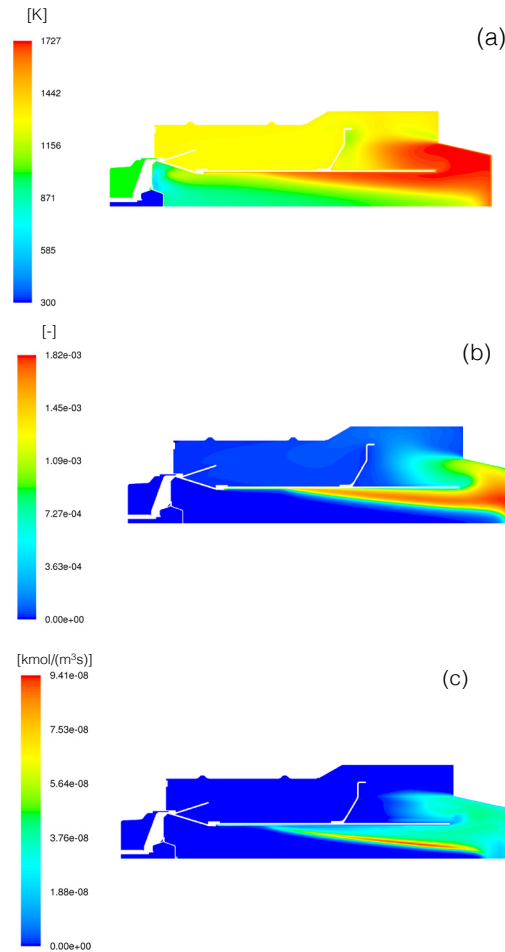 [K]
(a)
1727
1442
1156
871
585
300
[-]
(b)
1.82e-03
1.45e-03
1.09e-03
7.27e-04
3.63e-04
0.00e+00
[kmol/(m³s)]
(c)
9.41e-08
7.53e-08
5.64e-08
3.76e-08
1.88e-08
0.00e+00